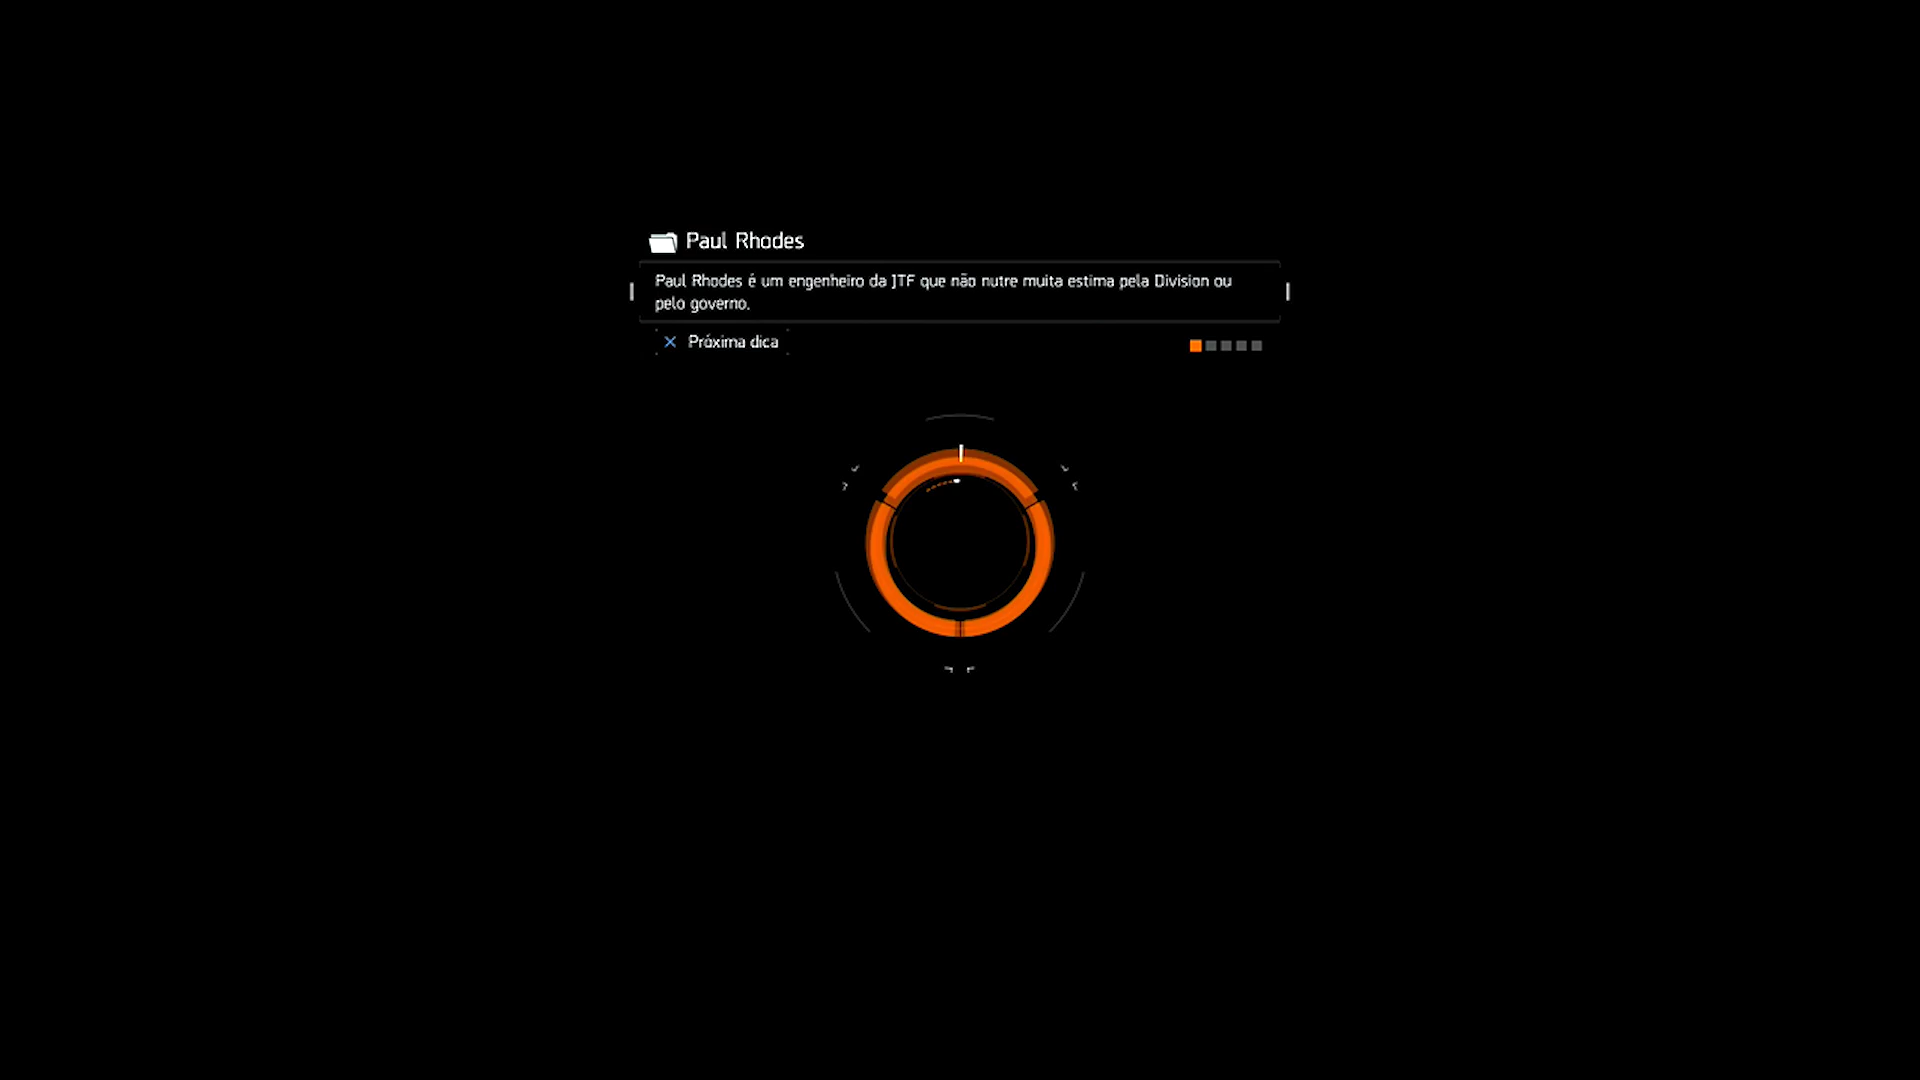 Paul Rhodes
Paul Rhodes é um engenheiro da JTF que não nutre muita estima pela Division ou
pelo governo.
Próxima dica